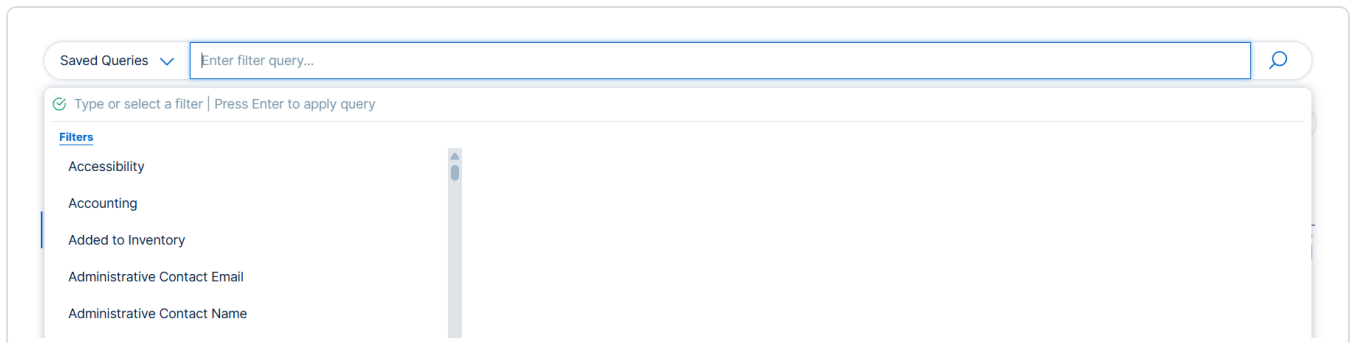 Saved Queries
Enter filter query...
Type or select a filter | Press Enter to apply query
Filters
Accessibility
Accounting
Added to Inventory
Administrative Contact Email
Administrative Contact Name